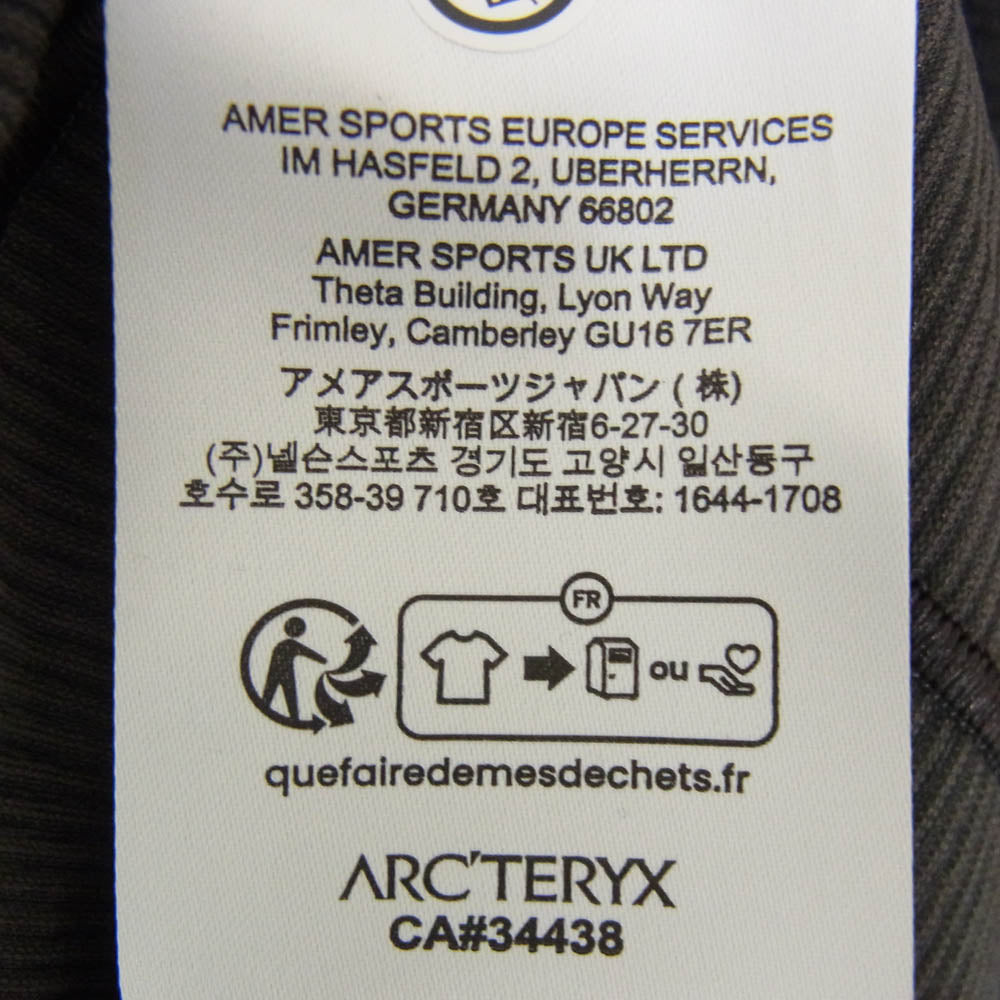 AMER SPORTS EUROPE SERVICES
IM HASFELD 2, UBERHERRN,
GERMANY 66802
AMER SPORTS UK LTD
Theta Building, Lyon Way
Frimley, Camberley GU16 7ER
アメアスポーツジャパン ( 株)
東京都新宿区新宿6-27-30
(주)넬슨스포츠 경기도 고양시 일산동구
호수로 358-39 710호 대표번호: 1644-1708
FR
ou
quefairedemesdechets.fr
ARC'TERYX
CA#34438